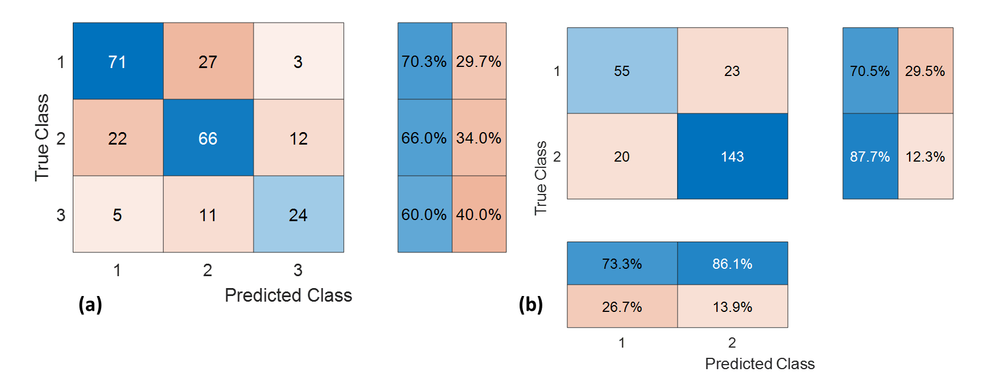 1 71 27 3 70.3% 29.7%
2 22 66 12 66.0% 34.0%
3 5 11 24 60.0% 40.0%
1 2 3
True Class
Predicted Class
(a)
1 55 23 70.5% 29.5%
2 20 143 87.7% 12.3%
True Class
73.3% 86.1%
26.7% 13.9%
1 2
Predicted Class
(b)